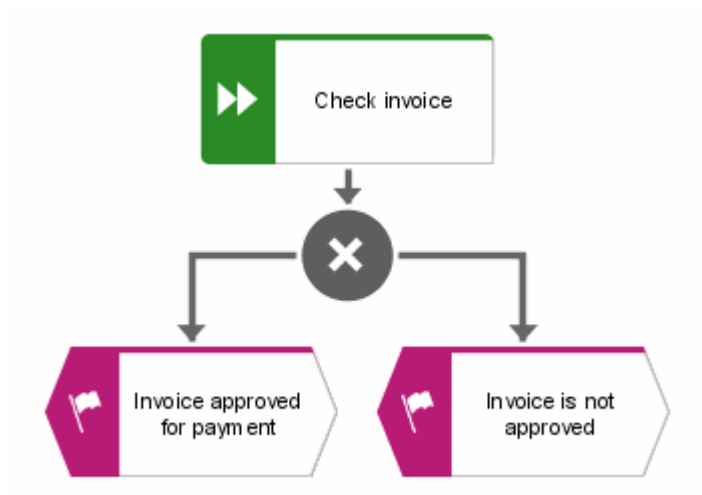 Check invoice
Invoice approved
for payment
Invoice is not
approved